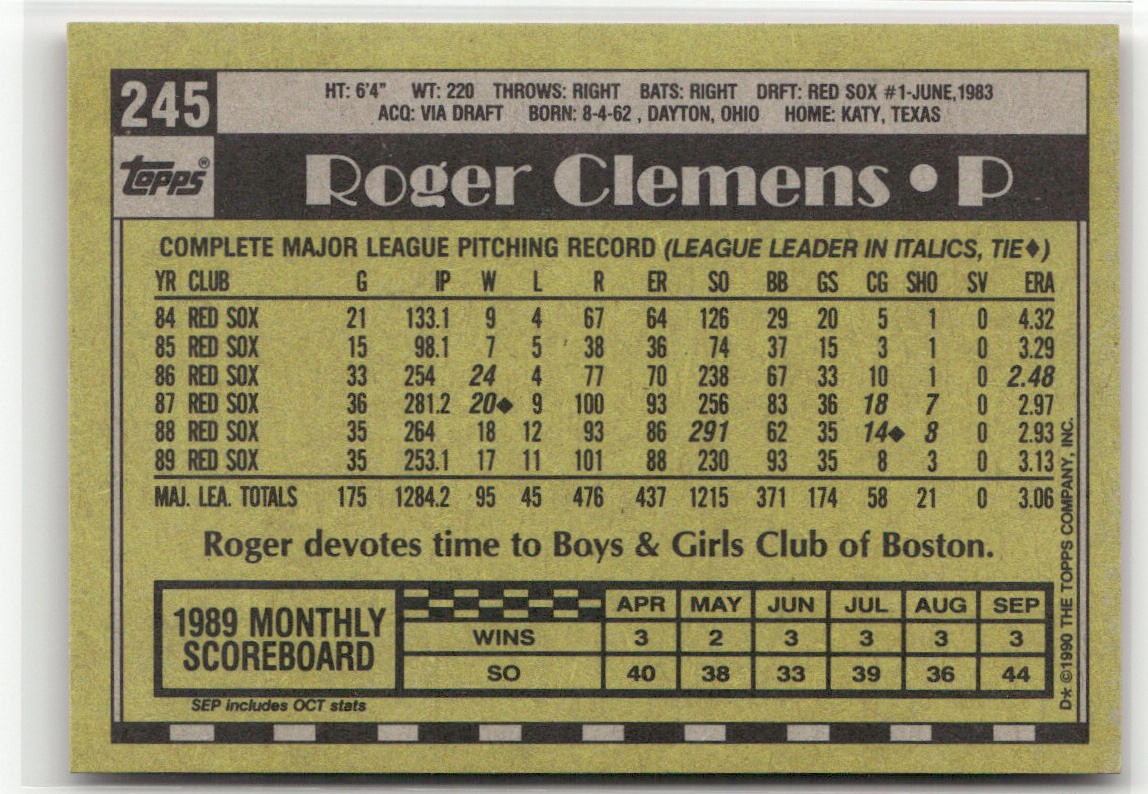 245
HT: 6'4" WT: 220 THROWS: RIGHT BATS: RIGHT DRFT: RED SOX #1-JUNE,1983
ACQ: VIA DRAFT BORN: 8-4-62 , DAYTON, OHIO HOME: KATY, TEXAS
topps®
Roger Clemens • P
COMPLETE MAJOR LEAGUE PITCHING RECORD (LEAGUE LEADER IN ITALICS, TIE♦)
YR CLUB G IP W L R ER SO BB GS CG SHO SV ERA
84 RED SOX 21 133.1 9 4 67 64 126 29 20 5 1 0 4.32
85 RED SOX 15 98.1 7 5 38 36 74 37 15 3 1 0 3.29
86 RED SOX 33 254 24 4 77 70 238 67 33 10 1 0 2.48
87 RED SOX 36 281.2 20♦ 9 100 93 256 83 36 18 7 0 2.97
88 RED SOX 35 264 18 12 93 86 291 62 35 14♦ 8 0 2.93
89 RED SOX 35 253.1 17 11 101 88 230 93 35 8 3 0 3.13
MAJ. LEA. TOTALS 175 1284.2 95 45 476 437 1215 371 174 58 21 0 3.06
Roger devotes time to Boys & Girls Club of Boston.
1989 MONTHLY
SCOREBOARD
APR MAY JUN JUL AUG SEP
WINS 3 2 3 3 3 3
SO 40 38 33 39 36 44
SEP includes OCT stats
D* ©1990 THE TOPPS COMPANY, INC.